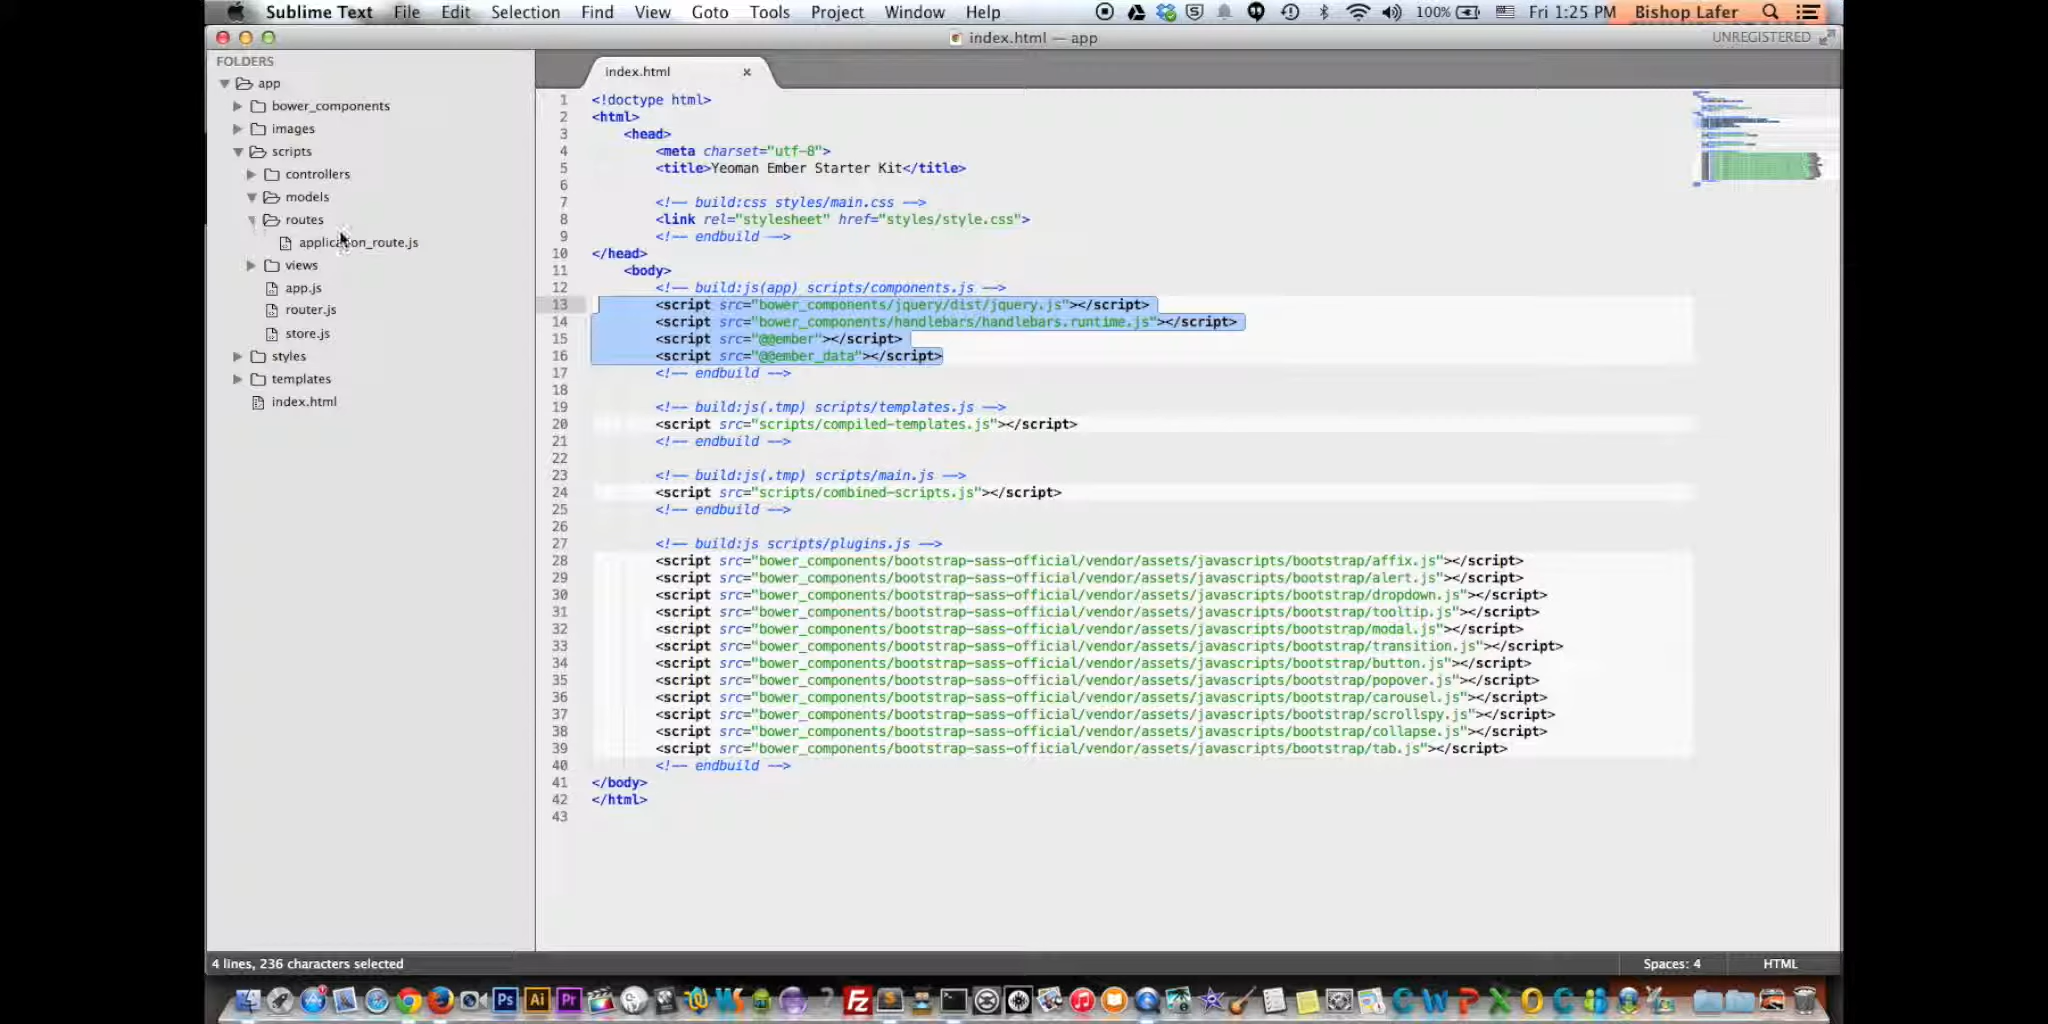 Sublime Text File Edit Selection Find View Goto Tools Project Window Help 100% Fri 1:25 PM Bishop Lafer
index.html — app UNREGISTERED
FOLDERS
app
bower_components
images
scripts
controllers
models
routes
application_route.js
views
app.js
router.js
store.js
styles
templates
index.html
index.html ×
1 <!doctype html>
2 <html>
3 <head>
4 <meta charset="utf-8">
5 <title>Yeoman Ember Starter Kit</title>
6
7 <!-- build:css styles/main.css -->
8 <link rel="stylesheet" href="styles/style.css">
9 <!-- endbuild -->
10 </head>
11 <body>
12 <!-- build:js(app) scripts/components.js -->
13 <script src="bower_components/jquery/dist/jquery.js"></script>
14 <script src="bower_components/handlebars/handlebars.runtime.js"></script>
15 <script src="@@ember"></script>
16 <script src="@@ember_data"></script>
17 <!-- endbuild -->
18
19 <!-- build:js(.tmp) scripts/templates.js -->
20 <script src="scripts/compiled-templates.js"></script>
21 <!-- endbuild -->
22
23 <!-- build:js(.tmp) scripts/main.js -->
24 <script src="scripts/combined-scripts.js"></script>
25 <!-- endbuild -->
26
27 <!-- build:js scripts/plugins.js -->
28 <script src="bower_components/bootstrap-sass-official/vendor/assets/javascripts/bootstrap/affix.js"></script>
29 <script src="bower_components/bootstrap-sass-official/vendor/assets/javascripts/bootstrap/alert.js"></script>
30 <script src="bower_components/bootstrap-sass-official/vendor/assets/javascripts/bootstrap/dropdown.js"></script>
31 <script src="bower_components/bootstrap-sass-official/vendor/assets/javascripts/bootstrap/tooltip.js"></script>
32 <script src="bower_components/bootstrap-sass-official/vendor/assets/javascripts/bootstrap/modal.js"></script>
33 <script src="bower_components/bootstrap-sass-official/vendor/assets/javascripts/bootstrap/transition.js"></script>
34 <script src="bower_components/bootstrap-sass-official/vendor/assets/javascripts/bootstrap/button.js"></script>
35 <script src="bower_components/bootstrap-sass-official/vendor/assets/javascripts/bootstrap/popover.js"></script>
36 <script src="bower_components/bootstrap-sass-official/vendor/assets/javascripts/bootstrap/carousel.js"></script>
37 <script src="bower_components/bootstrap-sass-official/vendor/assets/javascripts/bootstrap/scrollspy.js"></script>
38 <script src="bower_components/bootstrap-sass-official/vendor/assets/javascripts/bootstrap/collapse.js"></script>
39 <script src="bower_components/bootstrap-sass-official/vendor/assets/javascripts/bootstrap/tab.js"></script>
40 <!-- endbuild -->
41 </body>
42 </html>
43
4 lines, 236 characters selected Spaces: 4 HTML
Ps Ai Pr Fz